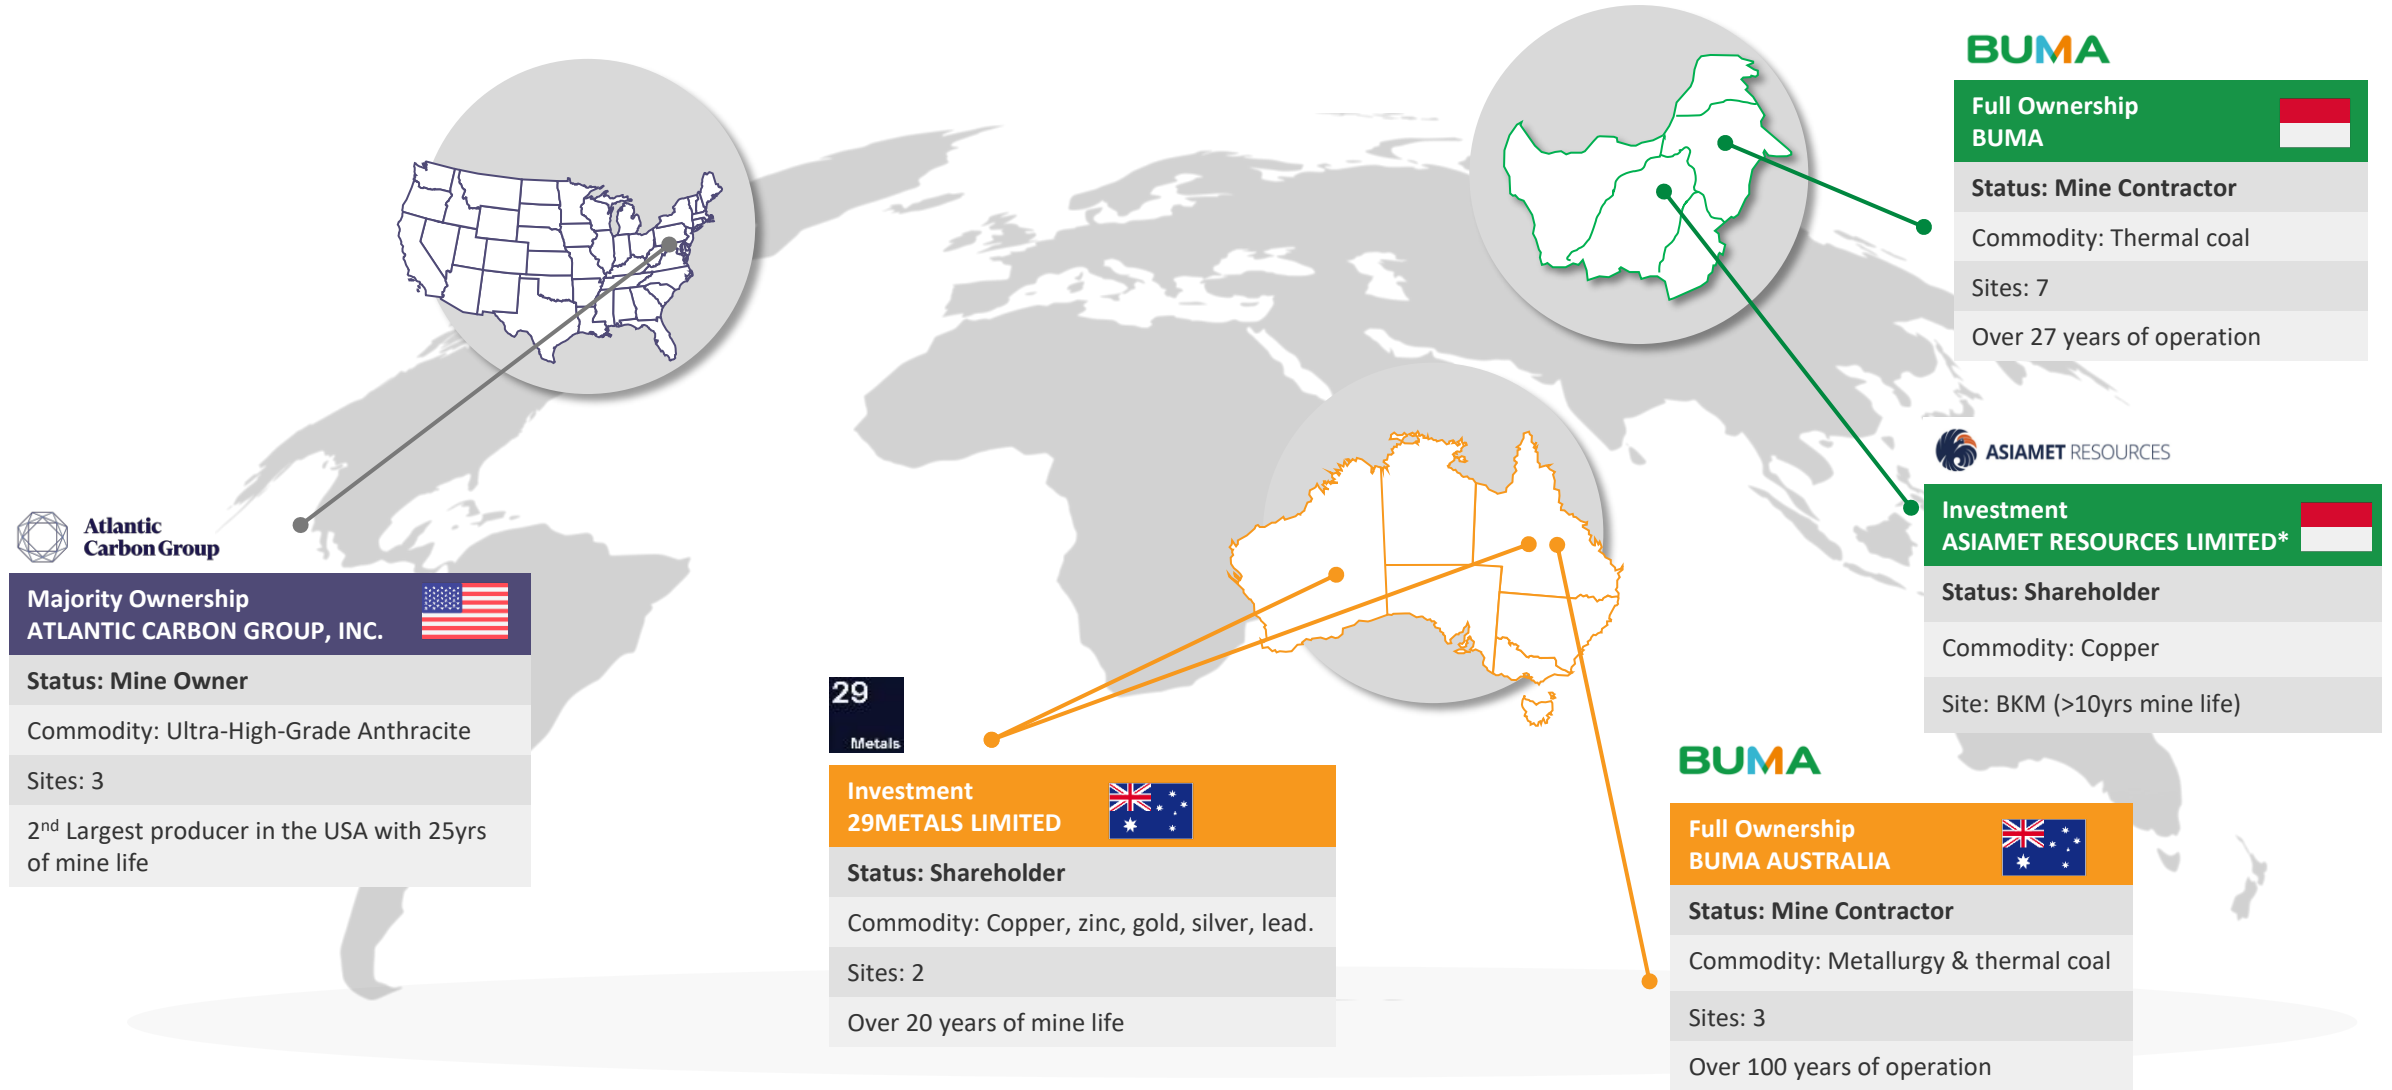 BUMA
Full Ownership
BUMA
Status: Mine Contractor
Commodity: Thermal coal
Sites: 7
Over 27 years of operation
ASIAMET RESOURCES
Investment
ASIAMET RESOURCES LIMITED*
Status: Shareholder
Commodity: Copper
Site: BKM (>10yrs mine life)
Atlantic
Carbon Group
Majority Ownership
ATLANTIC CARBON GROUP, INC.
Status: Mine Owner
Commodity: Ultra-High-Grade Anthracite
Sites: 3
2nd Largest producer in the USA with 25yrs
of mine life
29
Metals
Investment
29METALS LIMITED
Status: Shareholder
Commodity: Copper, zinc, gold, silver, lead.
Sites: 2
Over 20 years of mine life
BUMA
Full Ownership
BUMA AUSTRALIA
Status: Mine Contractor
Commodity: Metallurgy & thermal coal
Sites: 3
Over 100 years of operation